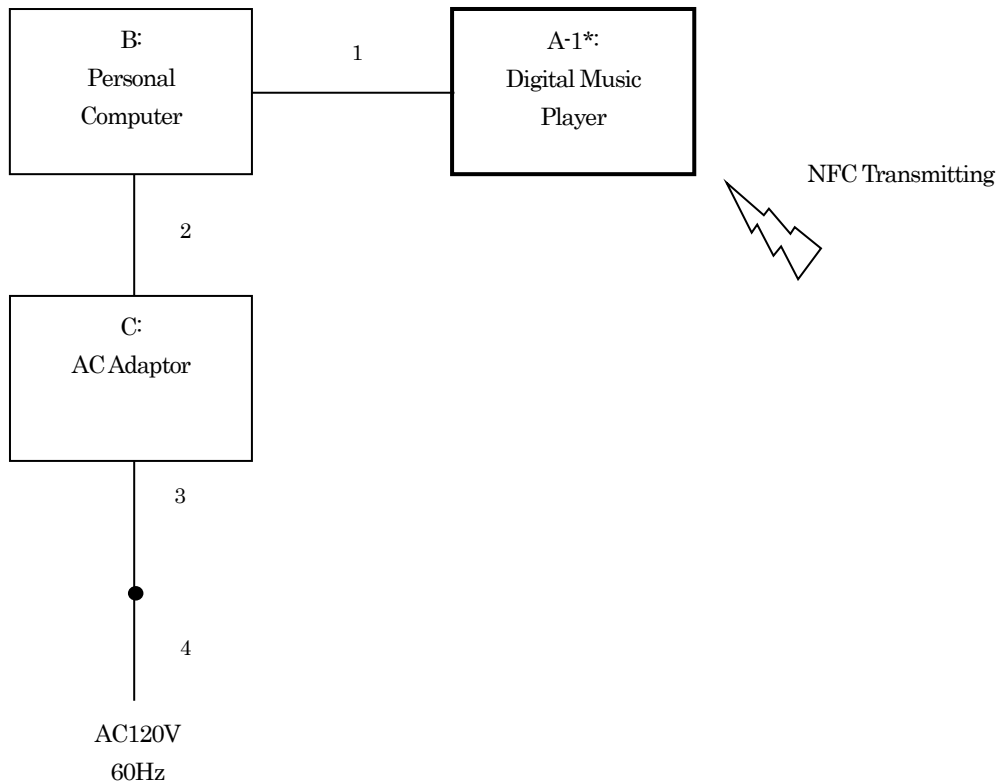 B:
Personal
Computer
1
A-1*:
Digital Music
Player
NFC Transmitting
2
C:
AC Adaptor
3
4
AC120V
60Hz